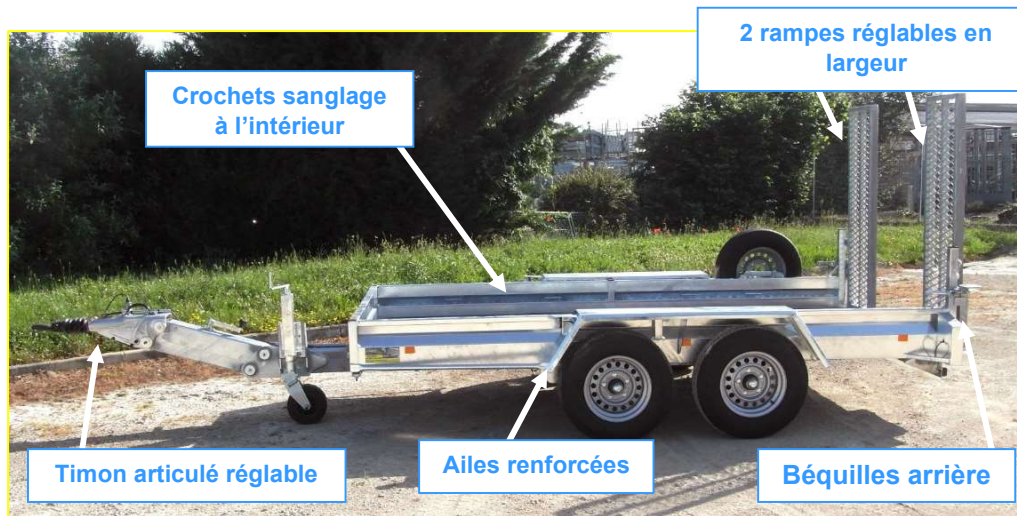 2 rampes réglables en
largeur
Crochets sanglage
à l’intérieur
Timon articulé réglable
Ailes renforcées
Béquilles arrière